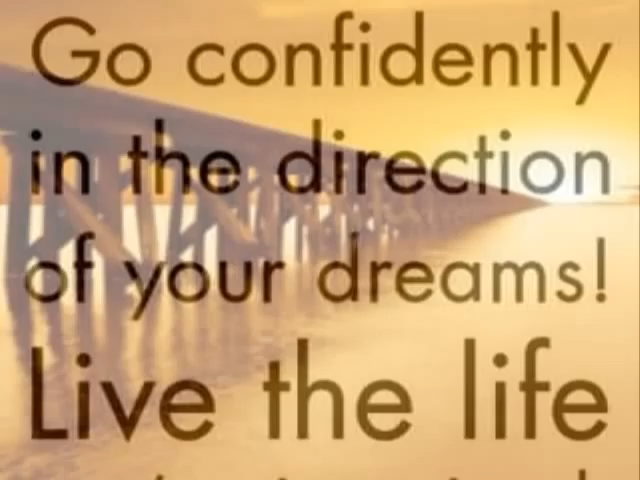 Go confidently
in the direction
of your dreams!
Live the life